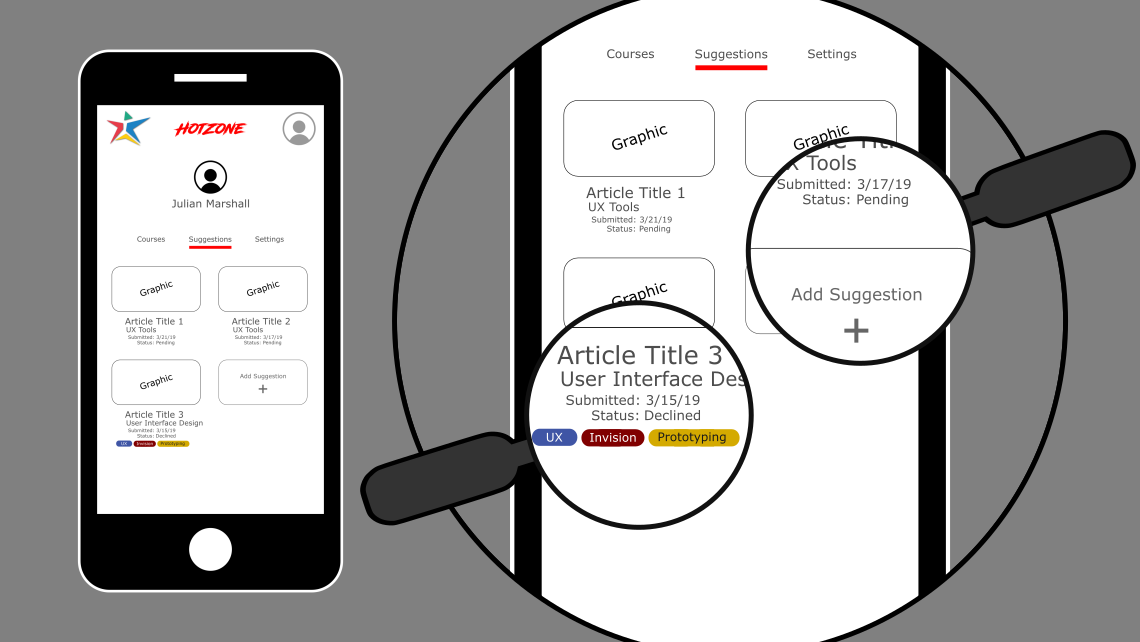 HOTZONE
Julian Marshall
Courses Suggestions Settings
Graphic Graphic
Article Title 1 Article Title 2
UX Tools UX Tools
Submitted: 3/21/19 Submitted: 3/17/19
Status: Pending Status: Pending
Graphic Add Suggestion
+
Article Title 3
User Interface Design
Submitted: 3/15/19
Status: Declined
UX Invision Prototyping
Courses Suggestions Settings
Graphic Graphic
Article Title 1
UX Tools
Submitted: 3/21/19
Status: Pending
Graphic
UX Tools
Submitted: 3/17/19
Status: Pending
Add Suggestion
+
Article Title 3
User Interface Des
Submitted: 3/15/19
Status: Declined
UX Invision Prototyping